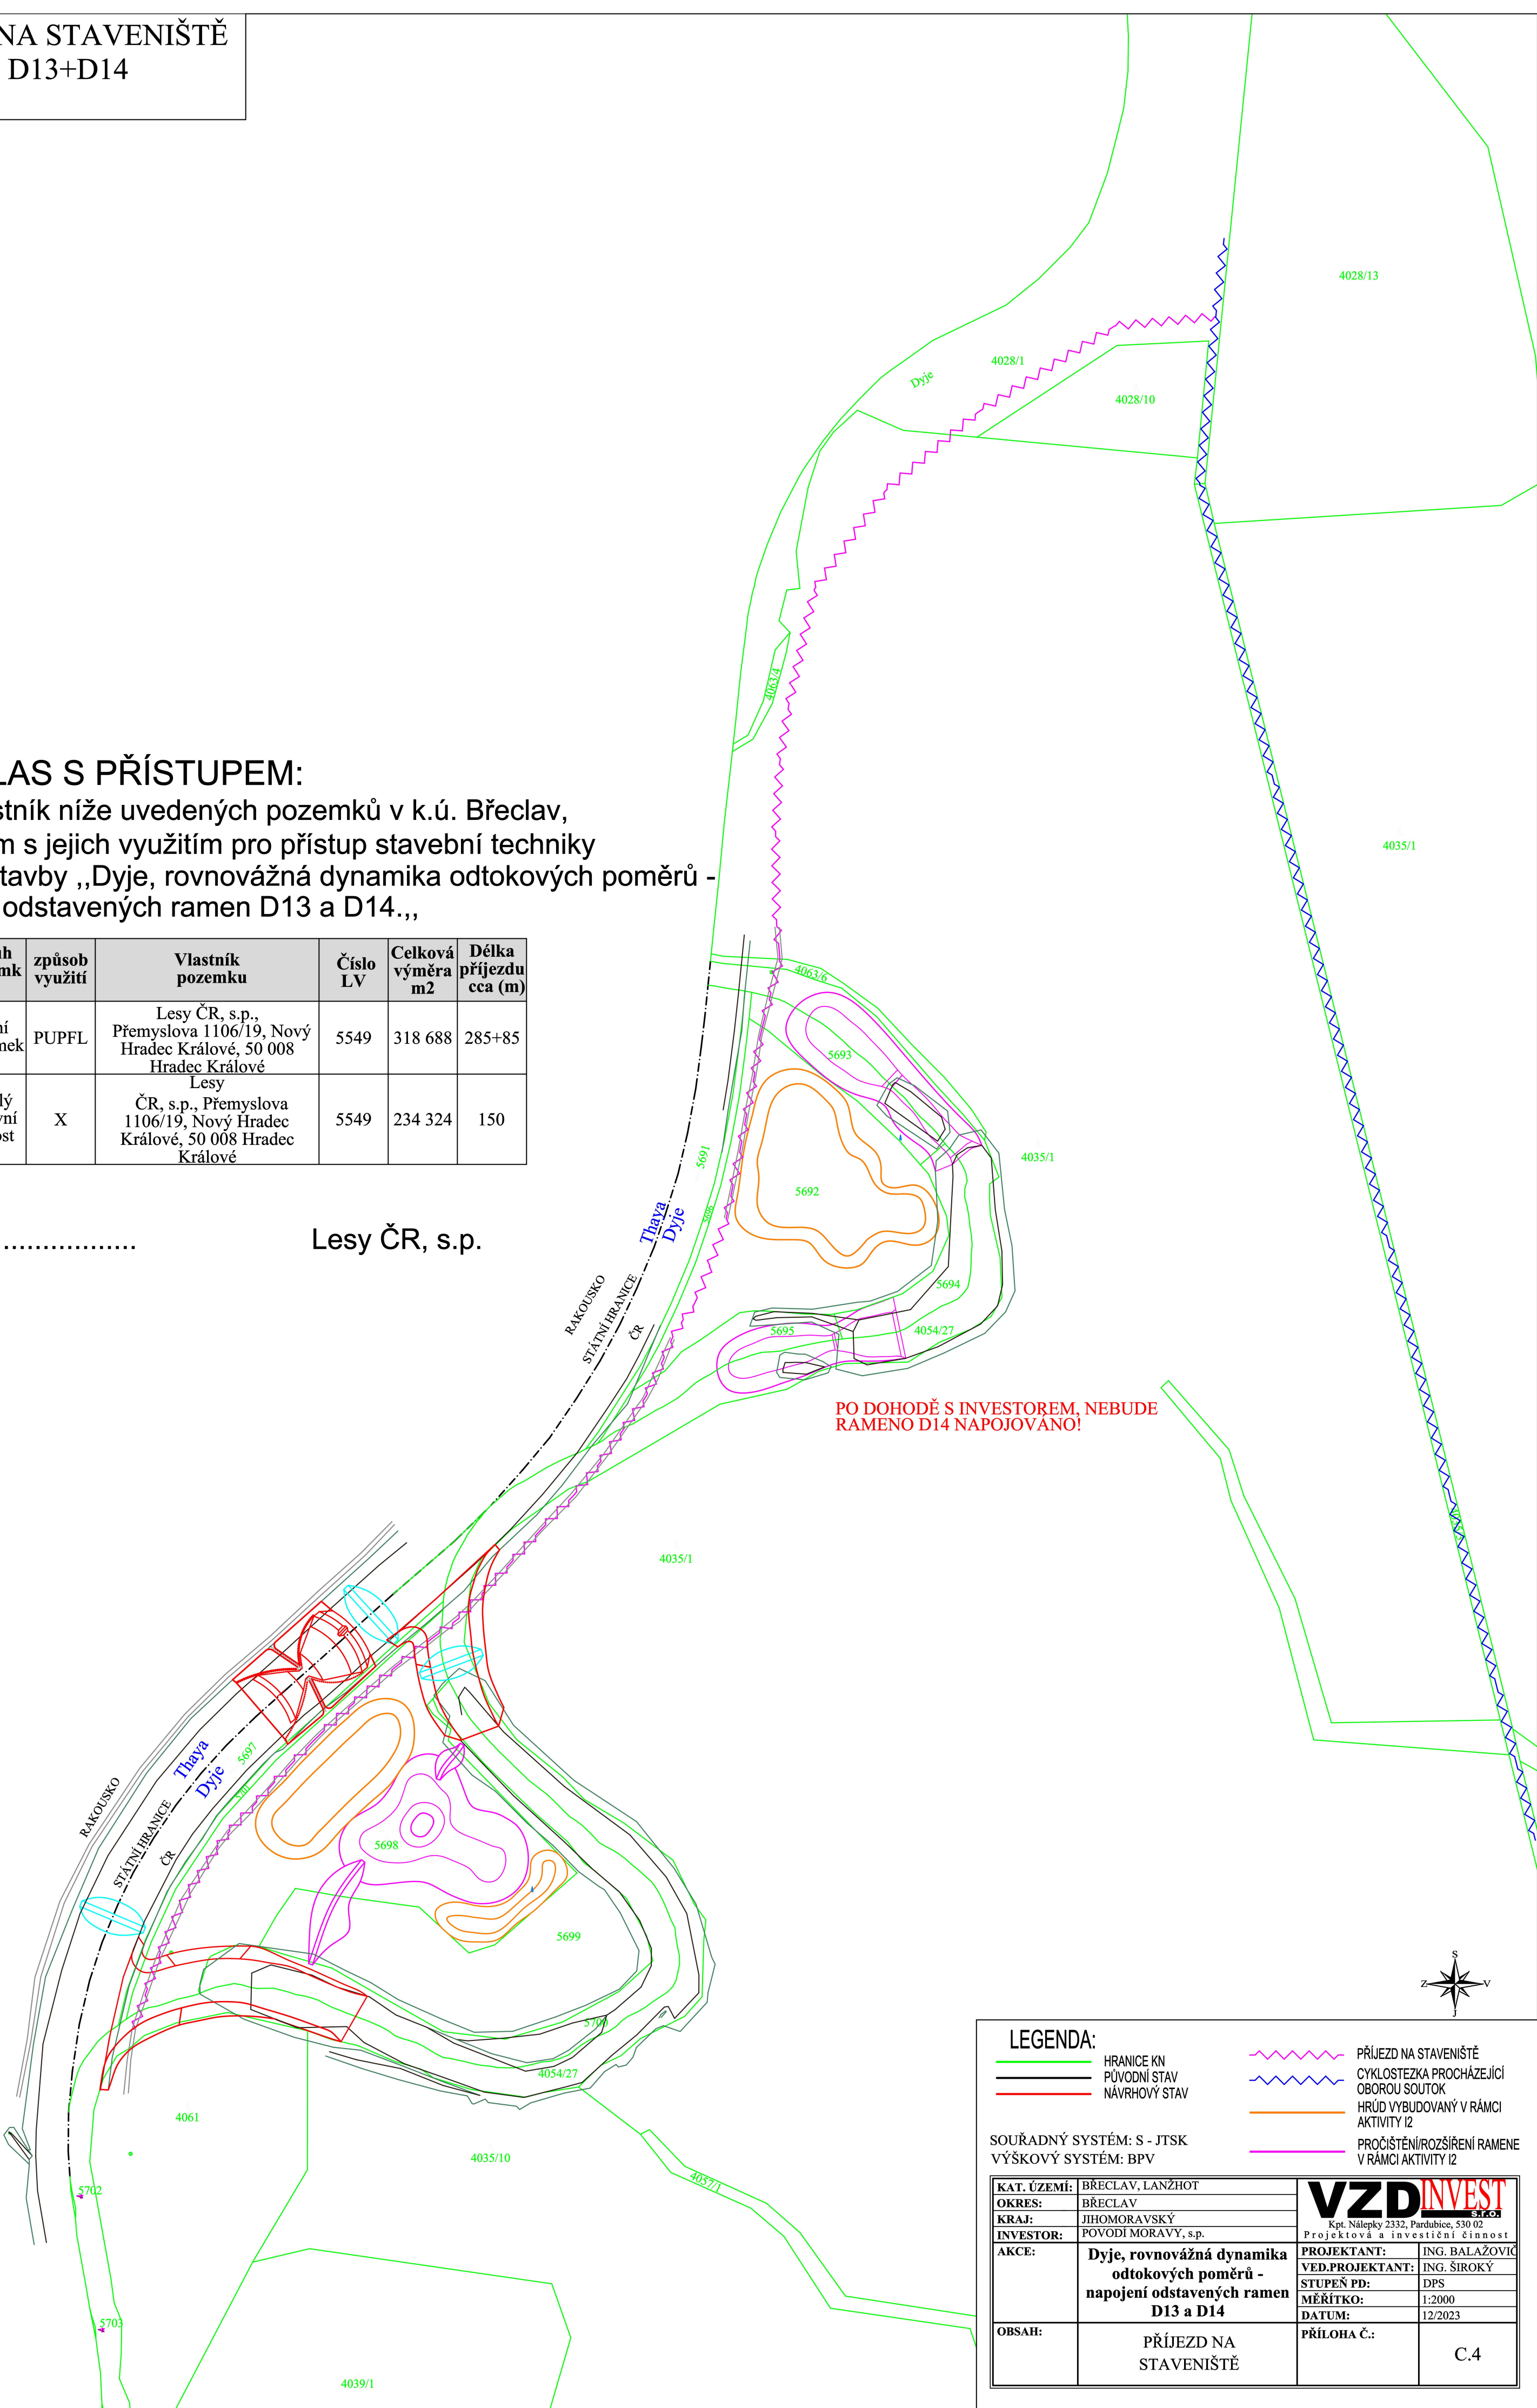 NA STAVENIŠTĚ
D13+D14
4028/13
4028/1
Dyje
4028/10
4063/4
4035/1
LAS S PŘÍSTUPEM:
stník níže uvedených pozemků v k.ú. Břeclav,
m s jejich využitím pro přístup stavební techniky
tavby ,,Dyje, rovnovážná dynamika odtokových poměrů -
odstavených ramen D13 a D14.,,
způsob
využití
Vlastník
pozemku
Číslo
LV
Celková
výměra
m2
Délka
příjezdu
cca (m)
PUPFL
Lesy ČR, s.p.,
Přemyslova 1106/19, Nový
Hradec Králové, 50 008
Hradec Králové
5549
318 688
285+85
X
Lesy
ČR, s.p., Přemyslova
1106/19, Nový Hradec
Králové, 50 008 Hradec
Králové
5549
234 324
150
.................
Lesy ČR, s.p.
4063/6
5693
4035/1
5691
5692
5696
Thaya
Dyje
RAKOUSKO
STÁTNÍ HRANICE
ČR
5694
5695
4054/27
PO DOHODĚ S INVESTOREM, NEBUDE
RAMENO D14 NAPOJOVÁNO!
4035/1
5697
Thaya
Dyje
RAKOUSKO
STÁTNÍ HRANICE
ČR
5698
5699
5700
4054/27
4061
4035/10
4057/1
5702
5703
4039/1
S
Z
V
J
LEGENDA:
HRANICE KN
PŮVODNÍ STAV
NÁVRHOVÝ STAV
PŘÍJEZD NA STAVENIŠTĚ
CYKLOSTEZKA PROCHÁZEJÍCÍ
OBOROU SOUTOK
HRÚD VYBUDOVANÝ V RÁMCI
AKTIVITY I2
PROČIŠTĚNÍ/ROZŠÍŘENÍ RAMENE
V RÁMCI AKTIVITY I2
SOUŘADNÝ SYSTÉM: S - JTSK
VÝŠKOVÝ SYSTÉM: BPV
KAT. ÚZEMÍ: BŘECLAV, LANŽHOT
OKRES: BŘECLAV
KRAJ: JIHOMORAVSKÝ
INVESTOR: POVODÍ MORAVY, s.p.
VZD INVEST
s.r.o.
Kpt. Nálepky 2332, Pardubice, 530 02
Projektová a investiční činnost
AKCE:
Dyje, rovnovážná dynamika
odtokových poměrů -
napojení odstavených ramen
D13 a D14
PROJEKTANT: ING. BALAŽOVIČ
VED.PROJEKTANT: ING. ŠIROKÝ
STUPEŇ PD: DPS
MĚŘÍTKO: 1:2000
DATUM: 12/2023
OBSAH:
PŘÍJEZD NA
STAVENIŠTĚ
PŘÍLOHA Č.:
C.4